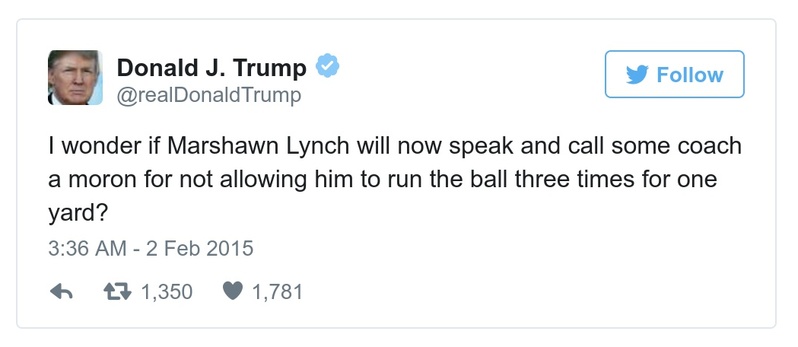 Donald J. Trump
@realDonaldTrump
Follow
I wonder if Marshawn Lynch will now speak and call some coach
a moron for not allowing him to run the ball three times for one
yard?
3:36 AM - 2 Feb 2015
1,350 1,781